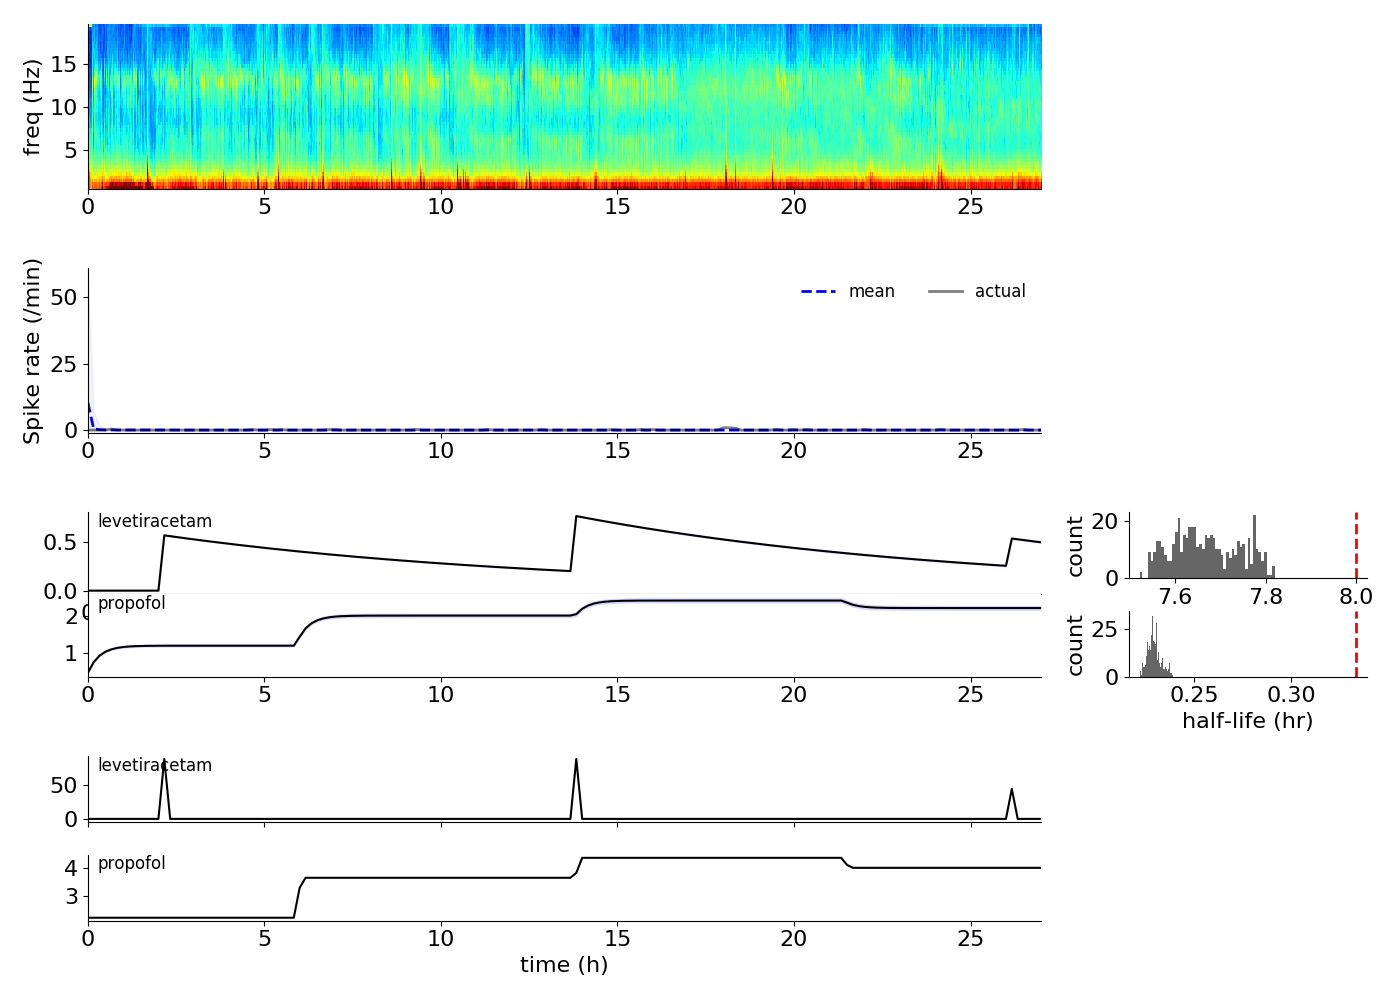 freq (Hz)
15
10
5
0 5 10 15 20 25
Spike rate (/min)
50
25
0
mean actual
0 5 10 15 20 25
levetiracetam
0.5
0.0
propofol
2
1
0 5 10 15 20 25
count
20
0
7.6 7.8 8.0
count
25
0
0.25 0.30
half-life (hr)
levetiracetam
50
0
propofol
4
3
0 5 10 15 20 25
time (h)